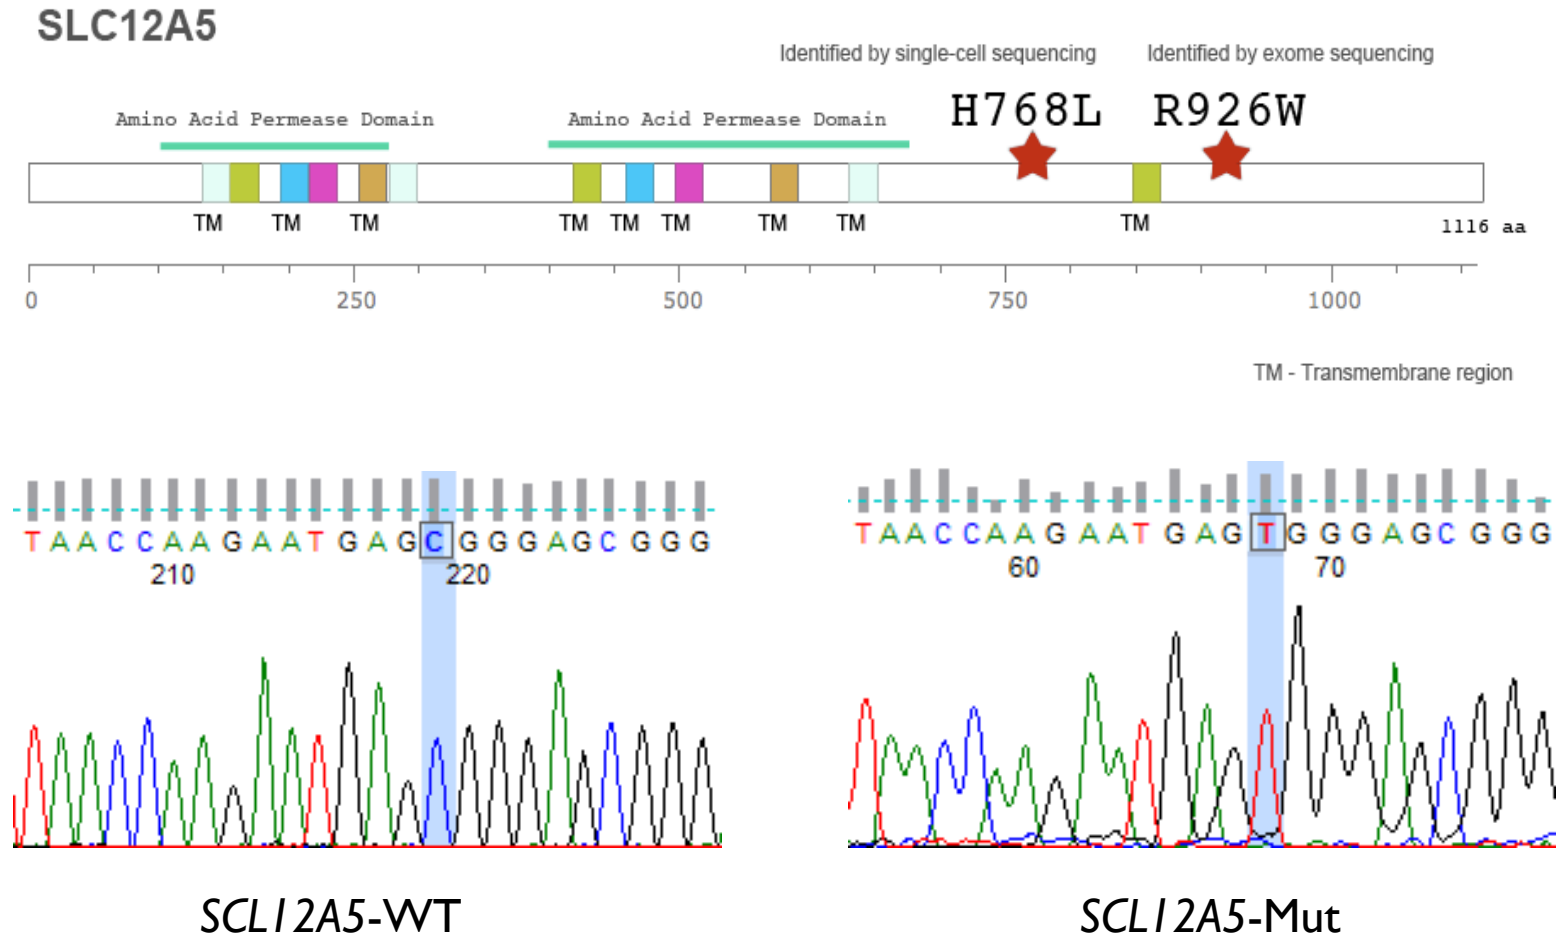 SLC12A5
Identified by single-cell sequencing Identified by exome sequencing
H768L R926W
Amino Acid Permease Domain Amino Acid Permease Domain
TM TM TM TM TM TM TM TM TM
1116 aa
0 250 500 750 1000
TM - Transmembrane region
T A A C C A A G A A T G A G C G G G A G C G G G
210 220
T A A C C A A G A A T G A G T G G G A G C G G G
60 70
SCL12A5-WT SCL12A5-Mut